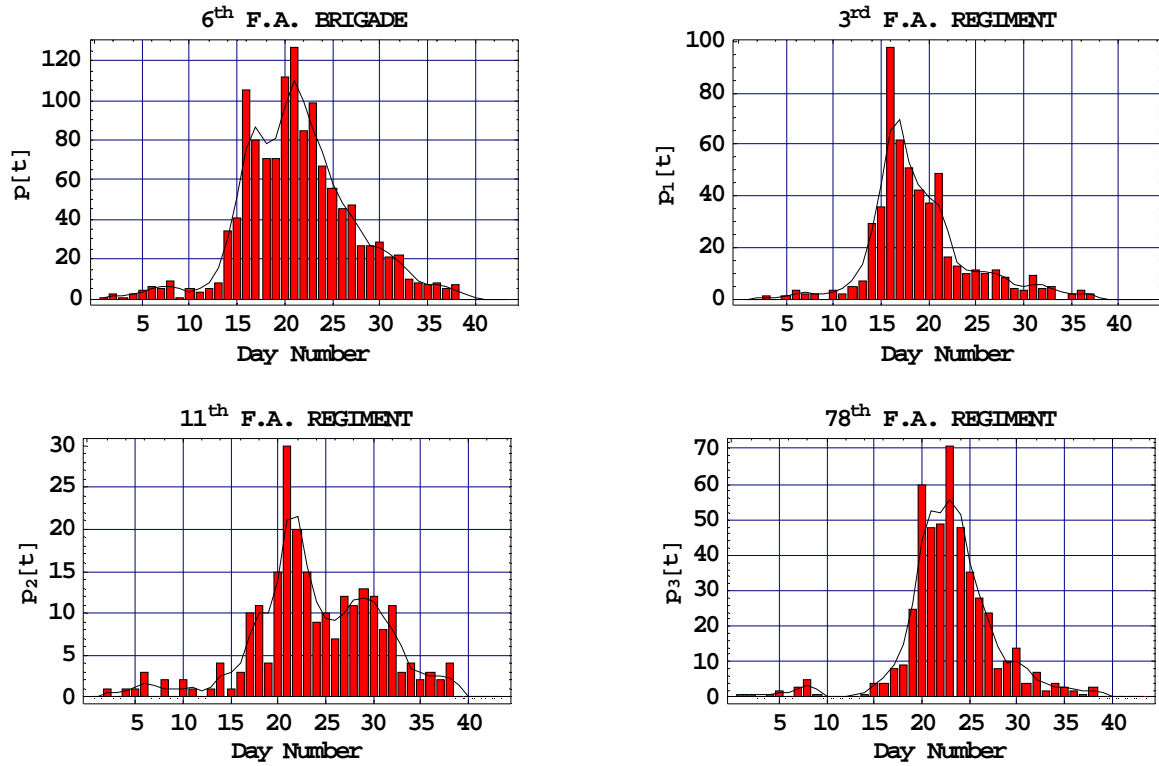 6th F.A. BRIGADE
p[t]
120
100
80
60
40
20
0
5 10 15 20 25 30 35 40
Day Number
3rd F.A. REGIMENT
p1[t]
100
80
60
40
20
0
5 10 15 20 25 30 35 40
Day Number
11th F.A. REGIMENT
p2[t]
30
25
20
15
10
5
0
5 10 15 20 25 30 35 40
Day Number
78th F.A. REGIMENT
p3[t]
70
60
50
40
30
20
10
0
5 10 15 20 25 30 35 40
Day Number